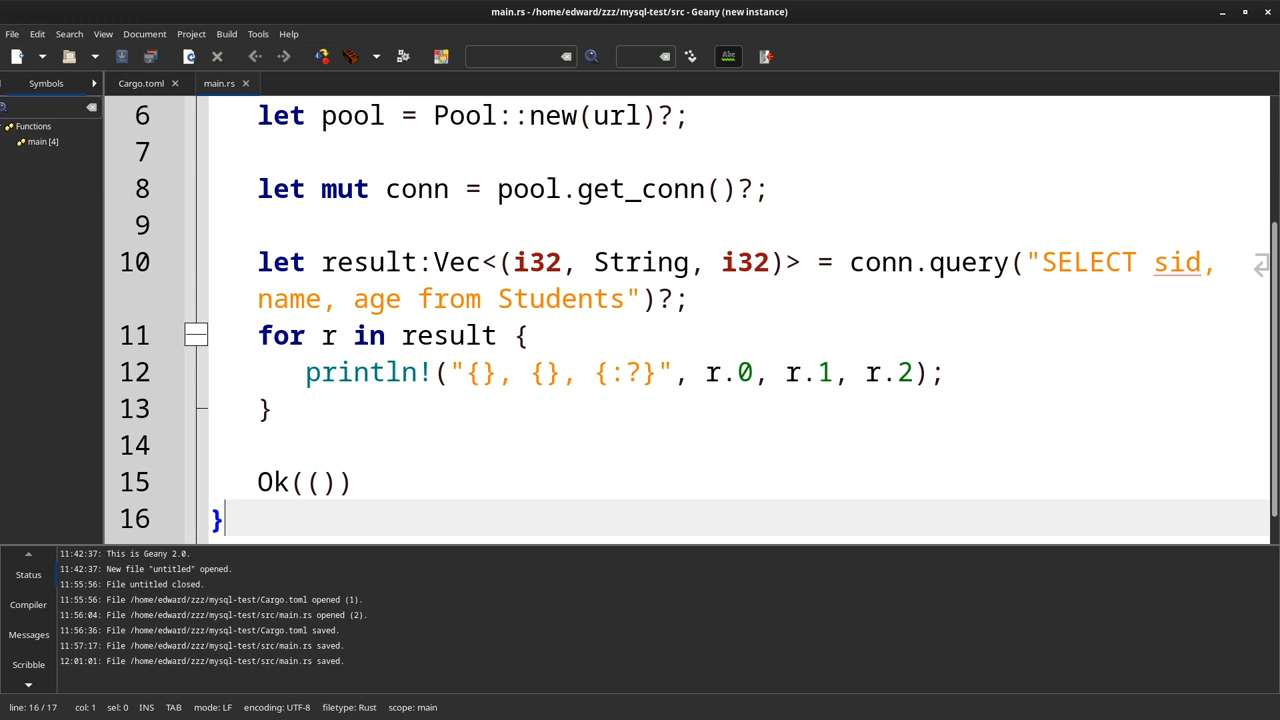 main.rs - /home/edward/zzz/mysql-test/src - Geany (new instance)
File Edit Search View Document Project Build Tools Help
Abc
Symbols Cargo.toml main.rs
Functions
main [4]
6 let pool = Pool::new(url)?;
7
8 let mut conn = pool.get_conn()?;
9
10 let result:Vec<(i32, String, i32)> = conn.query("SELECT sid,
name, age from Students")?;
11 for r in result {
12 println!("{}, {}, {:?}", r.0, r.1, r.2);
13 }
14
15 Ok(())
16 }
Status
Compiler
Messages
Scribble
11:42:37: This is Geany 2.0.
11:42:37: New file "untitled" opened.
11:55:56: File untitled closed.
11:55:56: File /home/edward/zzz/mysql-test/Cargo.toml opened (1).
11:56:04: File /home/edward/zzz/mysql-test/src/main.rs opened (2).
11:56:36: File /home/edward/zzz/mysql-test/Cargo.toml saved.
11:57:17: File /home/edward/zzz/mysql-test/src/main.rs saved.
12:01:01: File /home/edward/zzz/mysql-test/src/main.rs saved.
line: 16 / 17 col: 1 sel: 0 INS TAB mode: LF encoding: UTF-8 filetype: Rust scope: main